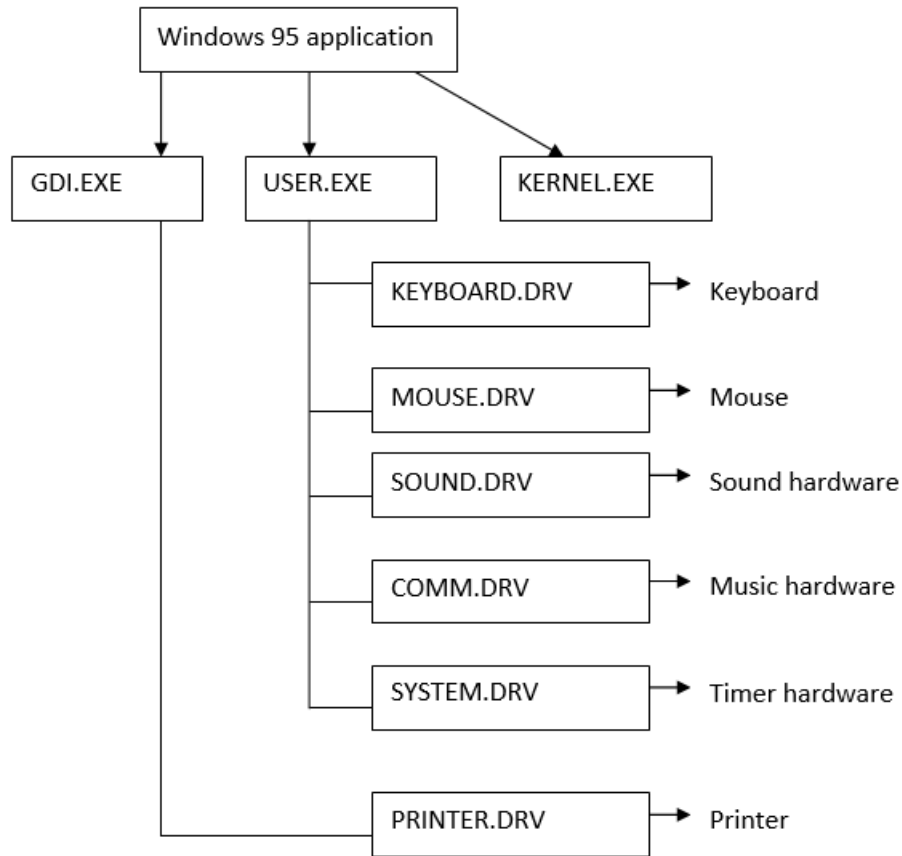 Windows 95 application
GDI.EXE
USER.EXE
KERNEL.EXE
KEYBOARD.DRV
Keyboard
MOUSE.DRV
Mouse
SOUND.DRV
Sound hardware
COMM.DRV
Music hardware
SYSTEM.DRV
Timer hardware
PRINTER.DRV
Printer